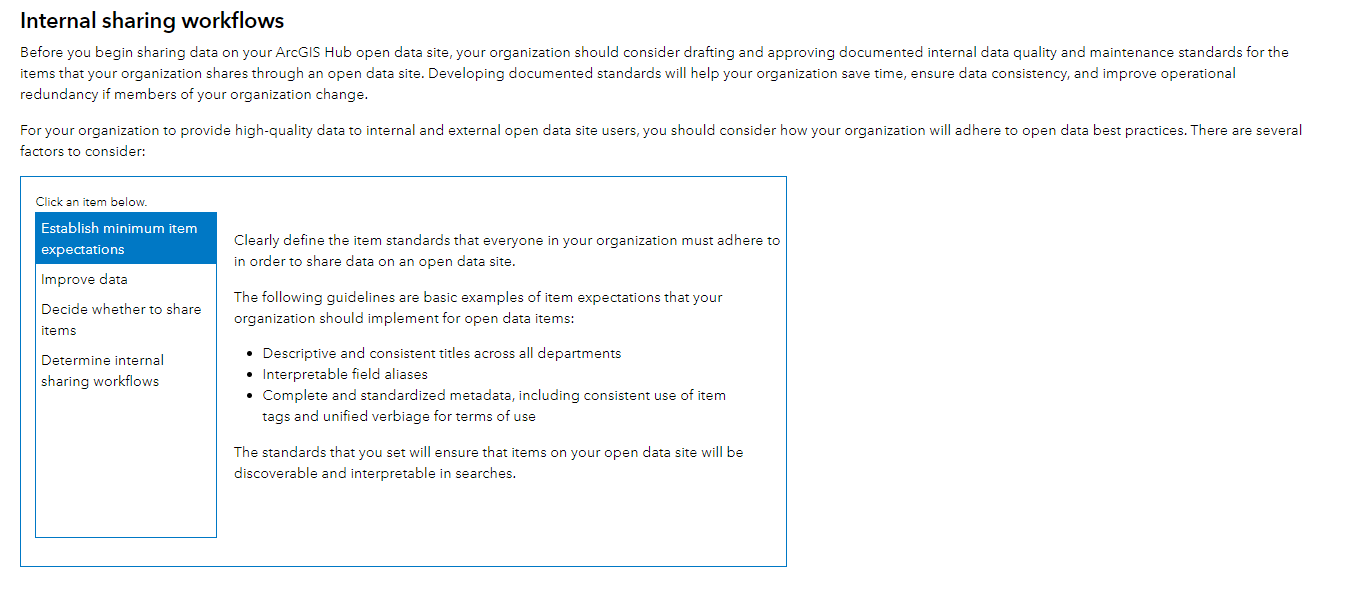 Internal sharing workflows
Before you begin sharing data on your ArcGIS Hub open data site, your organization should consider drafting and approving documented internal data quality and maintenance standards for the
items that your organization shares through an open data site. Developing documented standards will help your organization save time, ensure data consistency, and improve operational
redundancy if members of your organization change.
For your organization to provide high-quality data to internal and external open data site users, you should consider how your organization will adhere to open data best practices. There are several
factors to consider:
Click an item below.
Establish minimum item
expectations
Improve data
Decide whether to share
items
Determine internal
sharing workflows
Clearly define the item standards that everyone in your organization must adhere to
in order to share data on an open data site.
The following guidelines are basic examples of item expectations that your
organization should implement for open data items:
• Descriptive and consistent titles across all departments
• Interpretable field aliases
• Complete and standardized metadata, including consistent use of item
tags and unified verbiage for terms of use
The standards that you set will ensure that items on your open data site will be
discoverable and interpretable in searches.